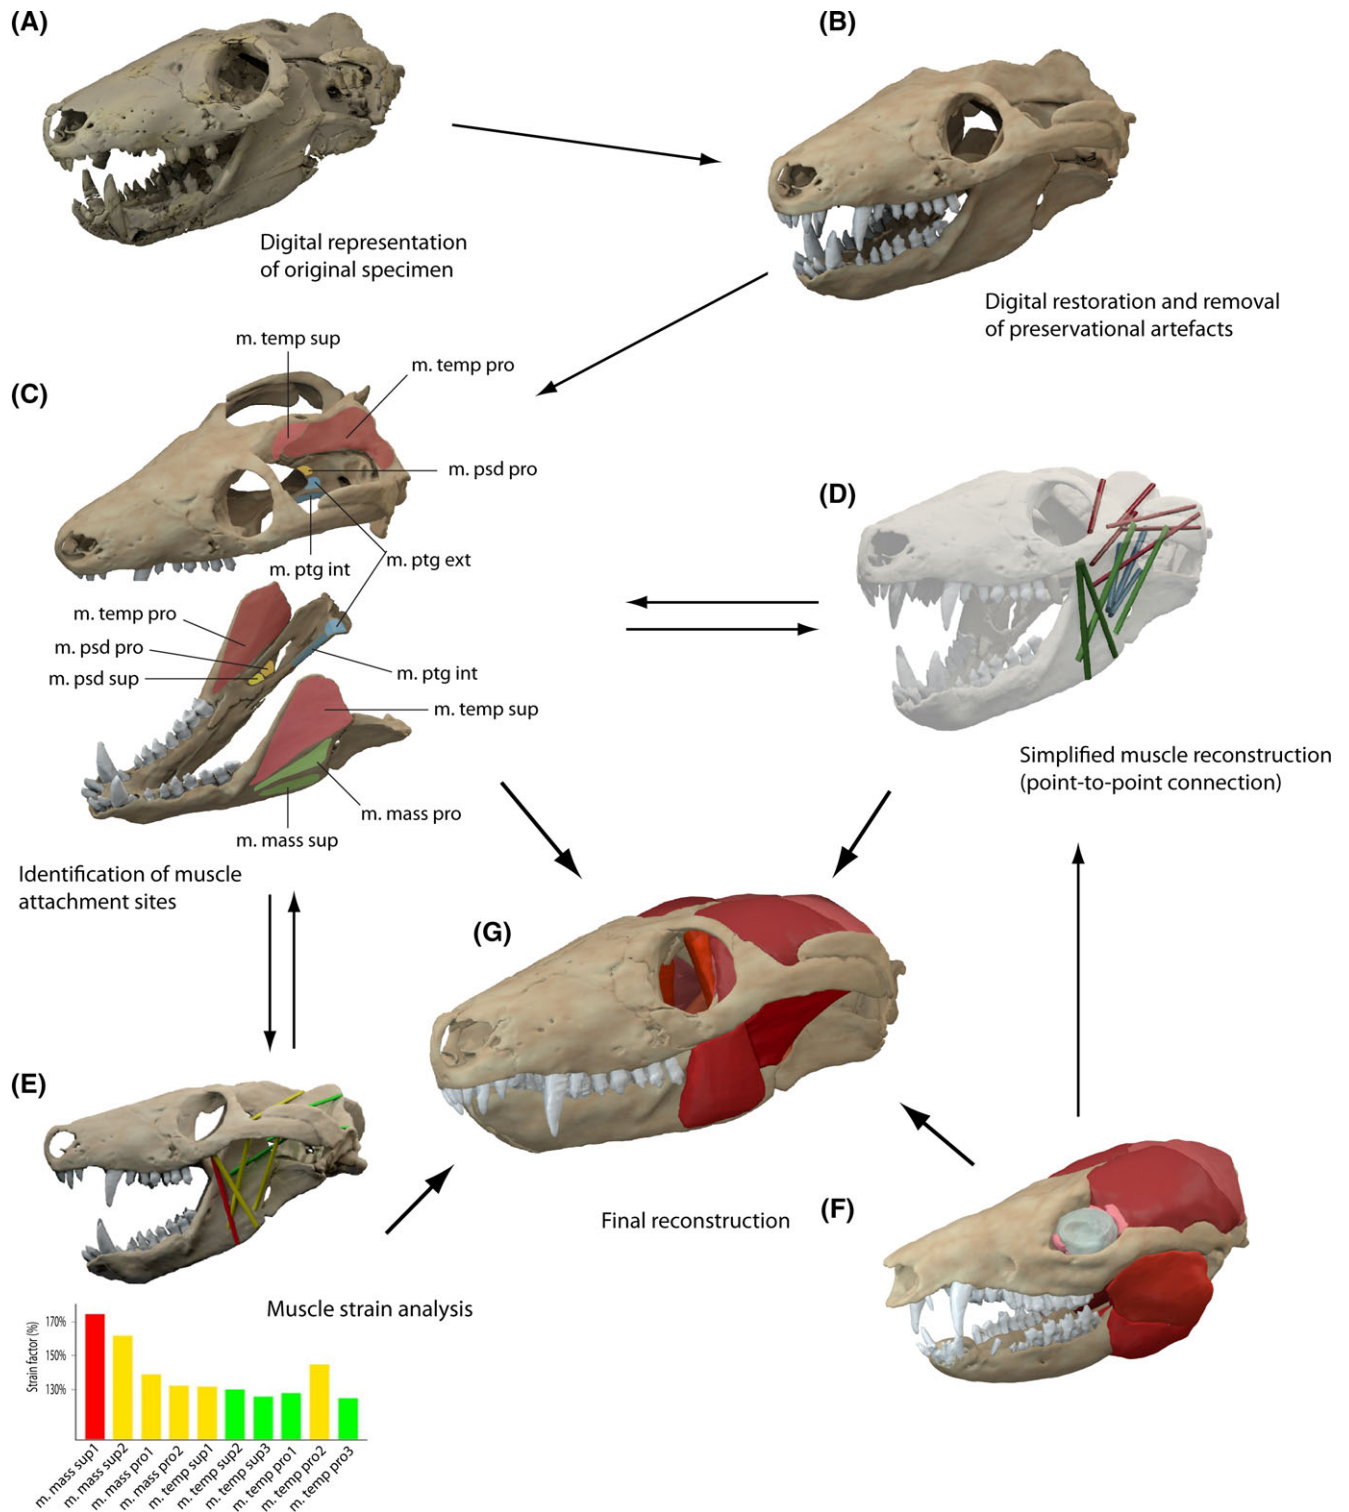 (A)
Digital representation
of original specimen
(B)
Digital restoration and removal
of preservational artefacts
(C)
m. temp sup
m. temp pro
m. psd pro
m. ptg int
m. ptg ext
m. temp pro
m. psd pro
m. psd sup
m. ptg int
m. temp sup
m. mass pro
m. mass sup
Identification of muscle
attachment sites
(D)
Simplified muscle reconstruction
(point-to-point connection)
(G)
Final reconstruction
(E)
Muscle strain analysis
Strain factor (%)
170%
150%
130%
m. mass sup1
m. mass sup2
m. mass pro1
m. mass pro2
m. temp sup1
m. temp sup2
m. temp sup3
m. temp pro1
m. temp pro2
m. temp pro3
(F)